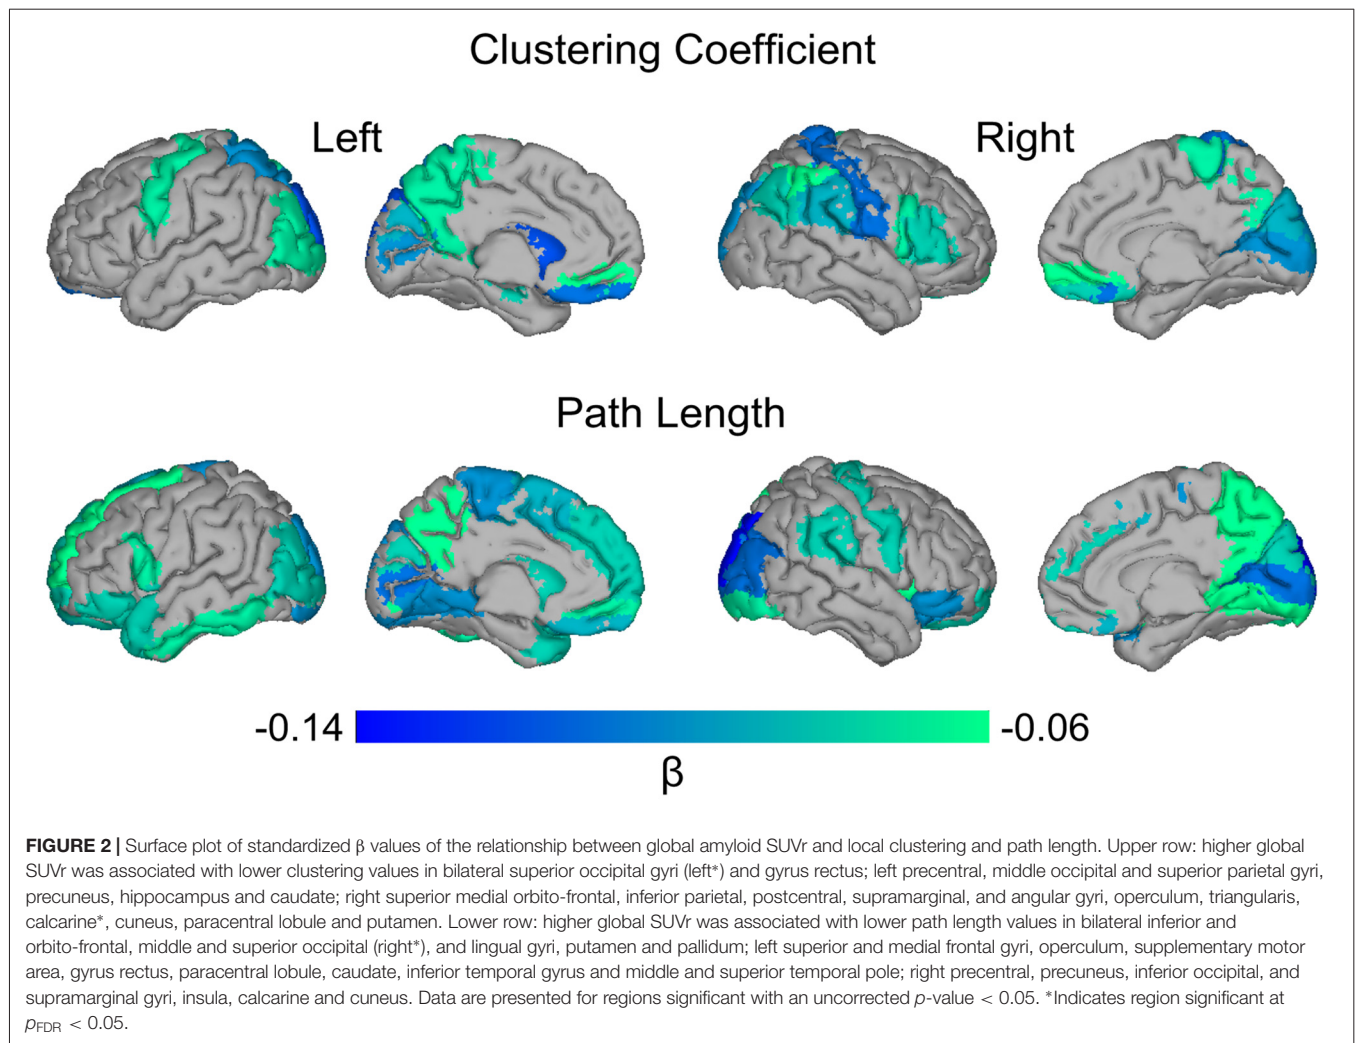 Clustering Coefficient
Left
Right
Path Length
-0.14
-0.06
β
FIGURE 2 | Surface plot of standardized β values of the relationship between global amyloid SUVr and local clustering and path length. Upper row: higher global
SUVr was associated with lower clustering values in bilateral superior occipital gyri (left*) and gyrus rectus; left precentral, middle occipital and superior parietal gyri,
precuneus, hippocampus and caudate; right superior medial orbito-frontal, inferior parietal, postcentral, supramarginal, and angular gyri, operculum, triangularis,
calcarine*, cuneus, paracentral lobule and putamen. Lower row: higher global SUVr was associated with lower path length values in bilateral inferior and
orbito-frontal, middle and superior occipital (right*), and lingual gyri, putamen and pallidum; left superior and medial frontal gyri, operculum, supplementary motor
area, gyrus rectus, paracentral lobule, caudate, inferior temporal gyrus and middle and superior temporal pole; right precentral, precuneus, inferior occipital, and
supramarginal gyri, insula, calcarine and cuneus. Data are presented for regions significant with an uncorrected p-value < 0.05. *Indicates region significant at
pFDR < 0.05.